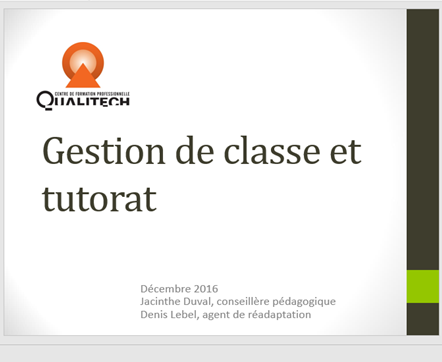 CENTRE DE FORMATION PROFESSIONNELLE
QUALITECH
Gestion de classe et
tutorat
Décembre 2016
Jacinthe Duval, conseillère pédagogique
Denis Lebel, agent de réadaptation